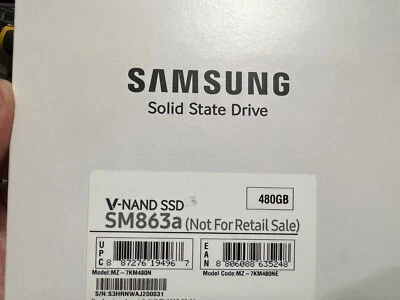 SAMSUNG
Solid State Drive
V-NAND SSD
480GB
SM863a (Not For Retail Sale)
UPC
8 87276 19496 7
EAN
8 806088 635248
Model:MZ-7KM480N
Model Code:MZ-7KM480NE
S/N:S3HRNWAJ200831